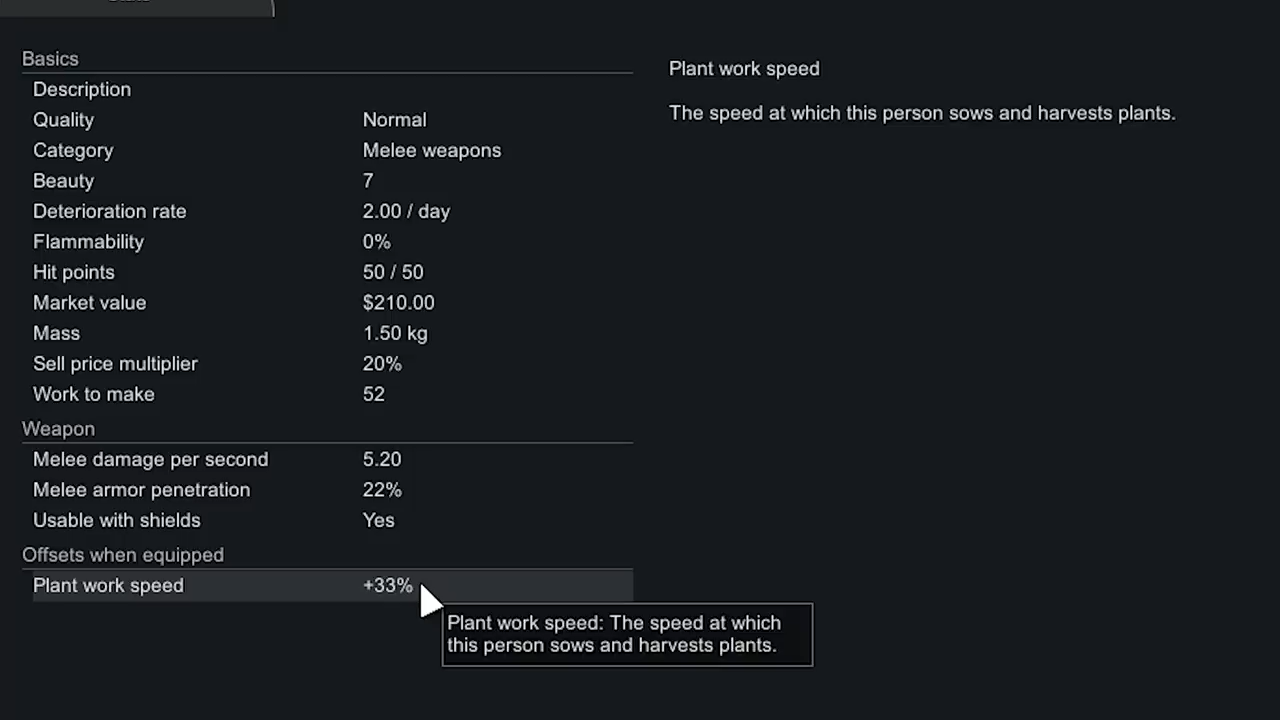 Basics
Description
Quality Normal
Category Melee weapons
Beauty 7
Deterioration rate 2.00 / day
Flammability 0%
Hit points 50 / 50
Market value $210.00
Mass 1.50 kg
Sell price multiplier 20%
Work to make 52
Weapon
Melee damage per second 5.20
Melee armor penetration 22%
Usable with shields Yes
Offsets when equipped
Plant work speed +33%
Plant work speed: The speed at which
this person sows and harvests plants.
Plant work speed
The speed at which this person sows and harvests plants.